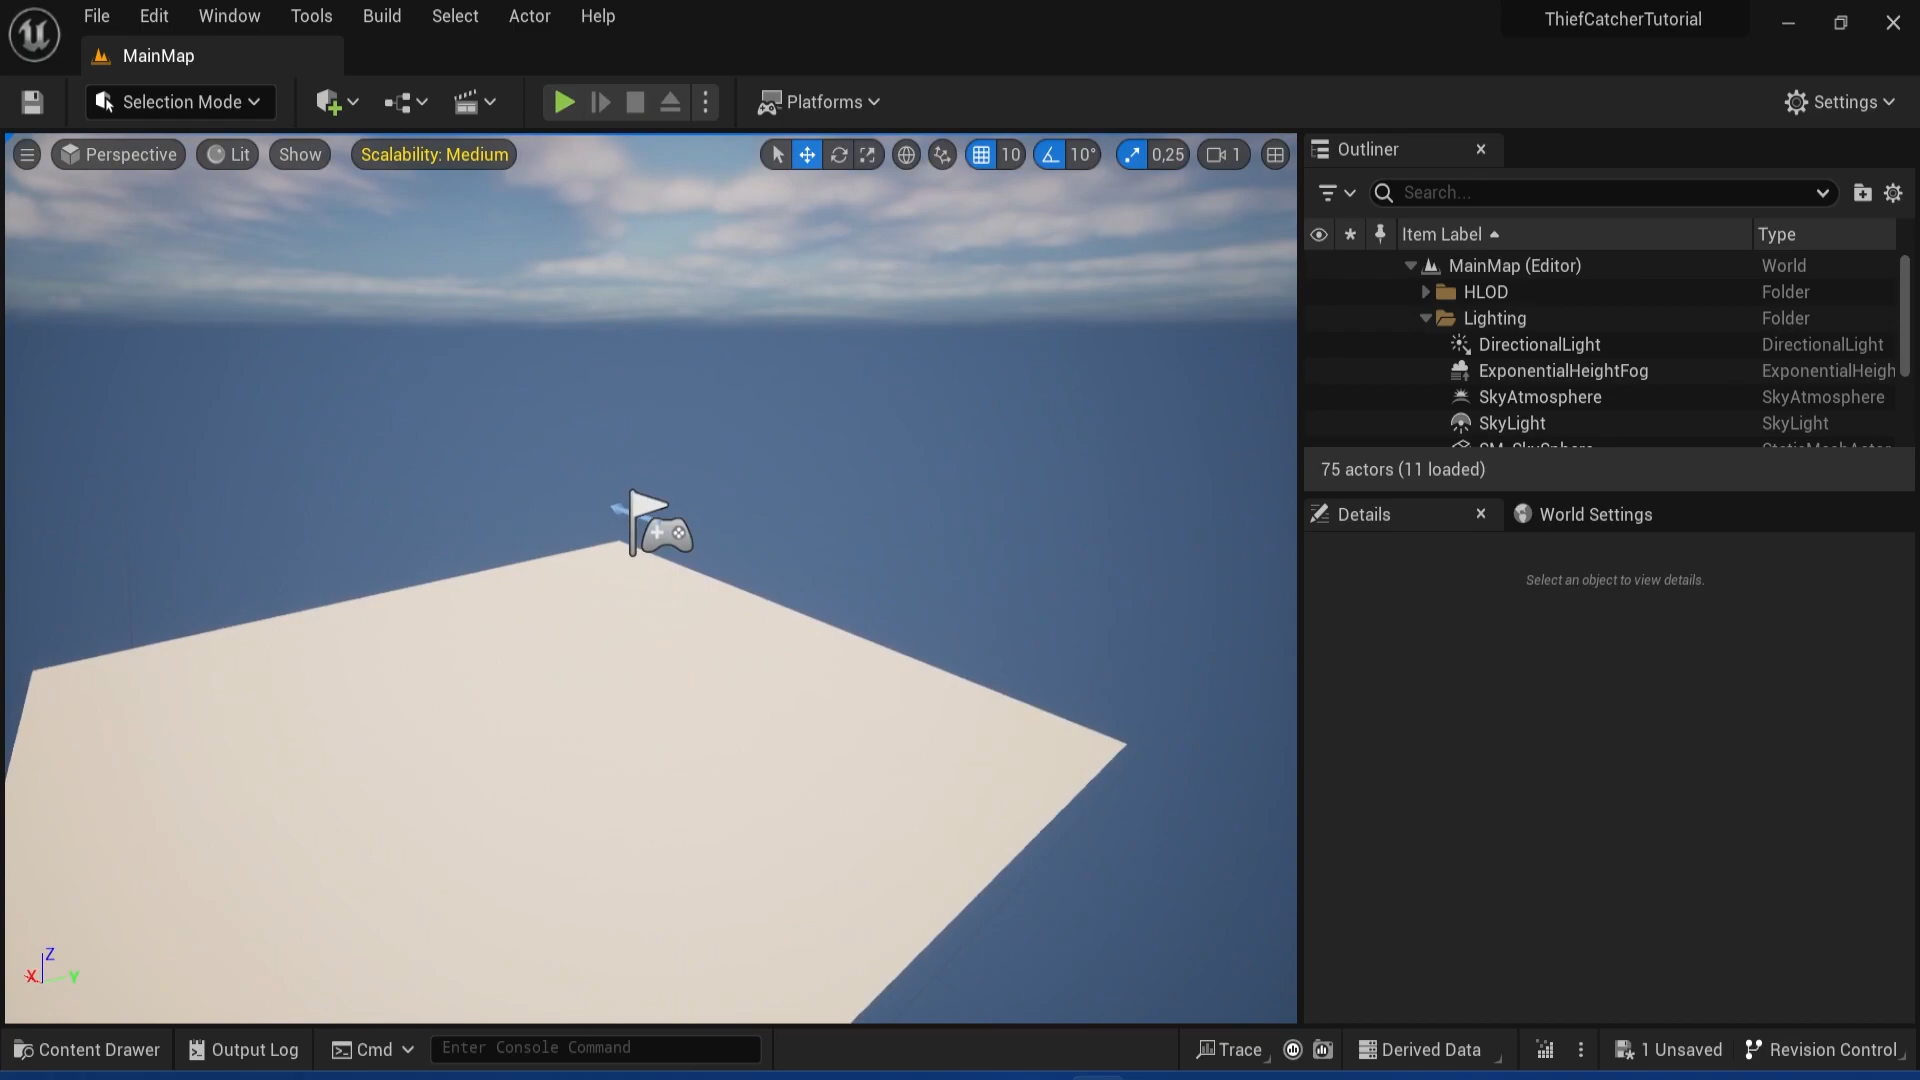 File Edit Window Tools Build Select Actor Help
ThiefCatcherTutorial
MainMap
Selection Mode
Platforms
Settings
Perspective Lit Show Scalability: Medium
10 10° 0,25 1
Outliner
Search...
Item Label Type
MainMap (Editor) World
HLOD Folder
Lighting Folder
DirectionalLight DirectionalLight
ExponentialHeightFog ExponentialHeigh
SkyAtmosphere SkyAtmosphere
SkyLight SkyLight
75 actors (11 loaded)
Details World Settings
Select an object to view details.
Z
X Y
Content Drawer Output Log Cmd Enter Console Command Trace Derived Data 1 Unsaved Revision Control